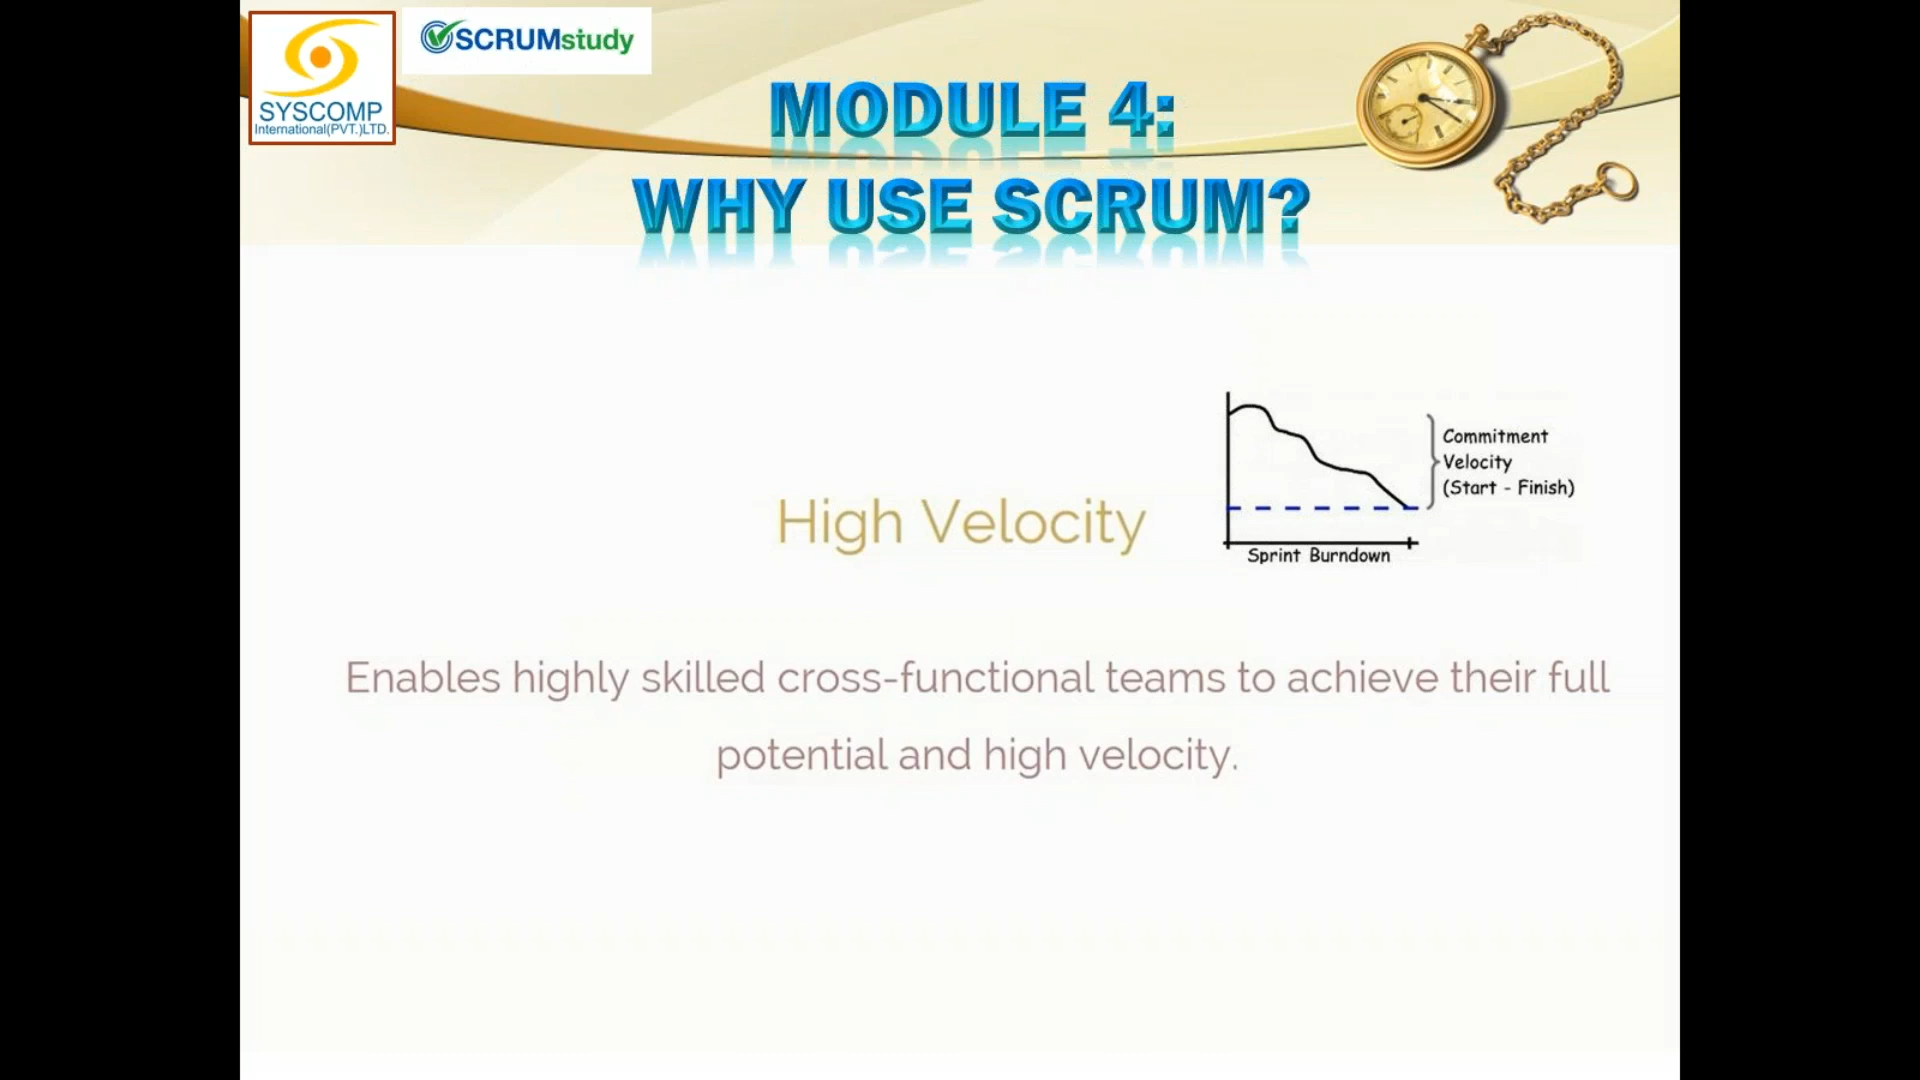 SYSCOMP
International(PVT.)LTD.
SCRUMstudy
MODULE 4:
WHY USE SCRUM?
High Velocity
Commitment
Velocity
(Start - Finish)
Sprint Burndown
Enables highly skilled cross-functional teams to achieve their full
potential and high velocity.